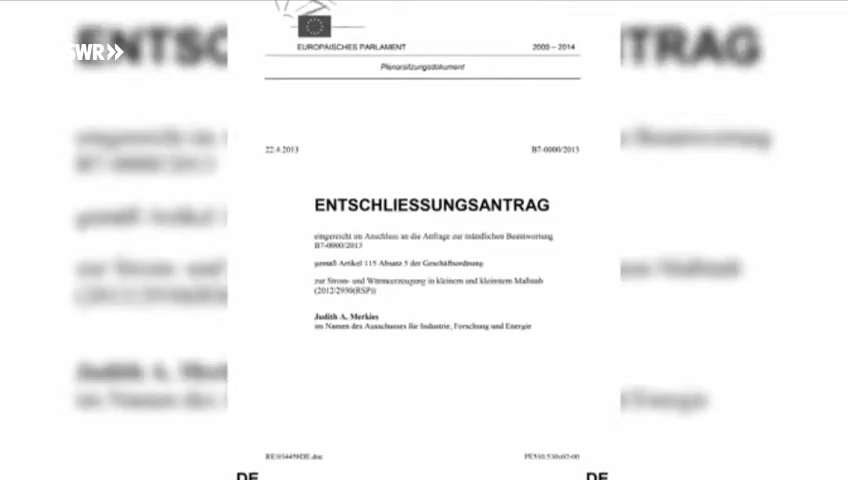 SWR»
EUROPÄISCHES PARLAMENT 2009 – 2014
Plenarsitzungsdokument
22.4.2013 B7-0000/2013
ENTSCHLIESSUNGSANTRAG
eingereicht im Anschluss an die Anfrage zur mündlichen Beantwortung
B7-0000/2013
gemäß Artikel 115 Absatz 5 der Geschäftsordnung
zur Strom- und Wärmeerzeugung in kleinem und kleinstem Maßstab
(2012/2930(RSP))
Judith A. Merkies
im Namen des Ausschusses für Industrie, Forschung und Energie
DE DE